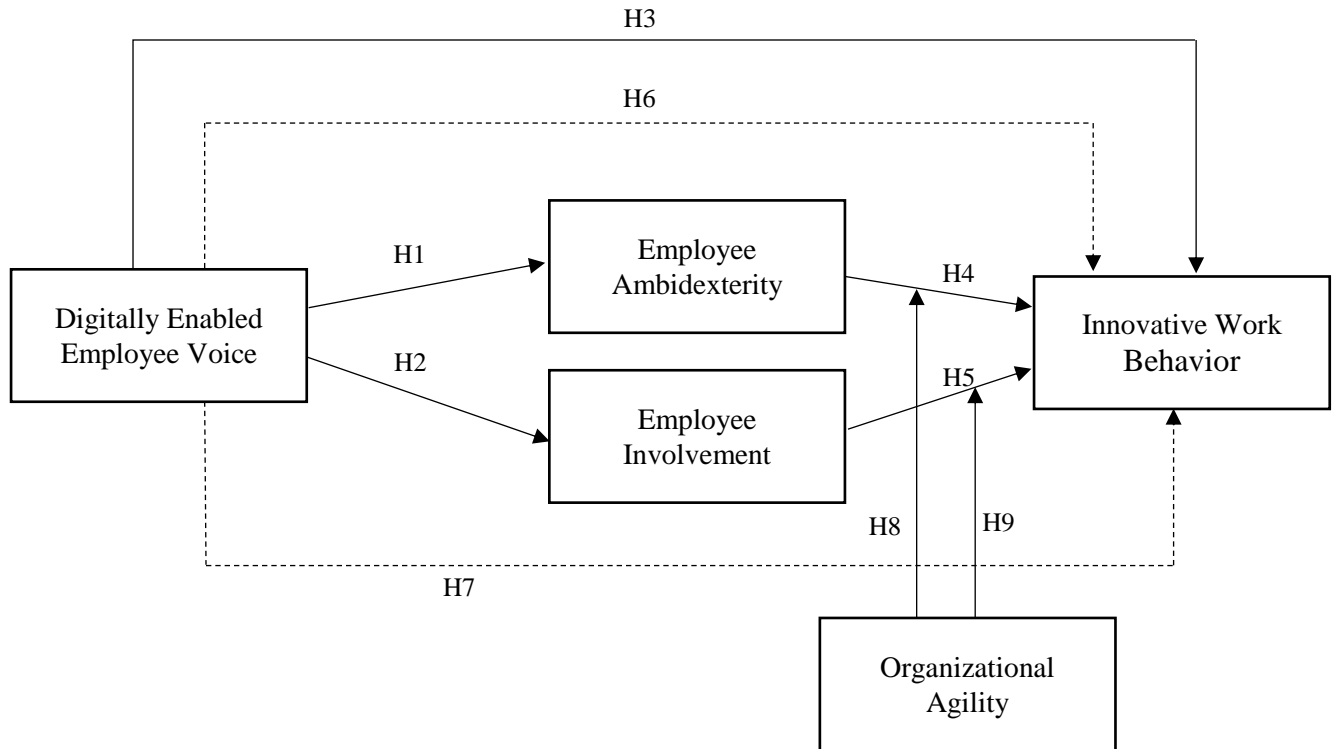 H3
H6
H1
Employee
Ambidexterity
H4
Digitally Enabled
Employee Voice
Innovative Work
Behavior
H2
H5
Employee
Involvement
H8
H9
H7
Organizational
Agility